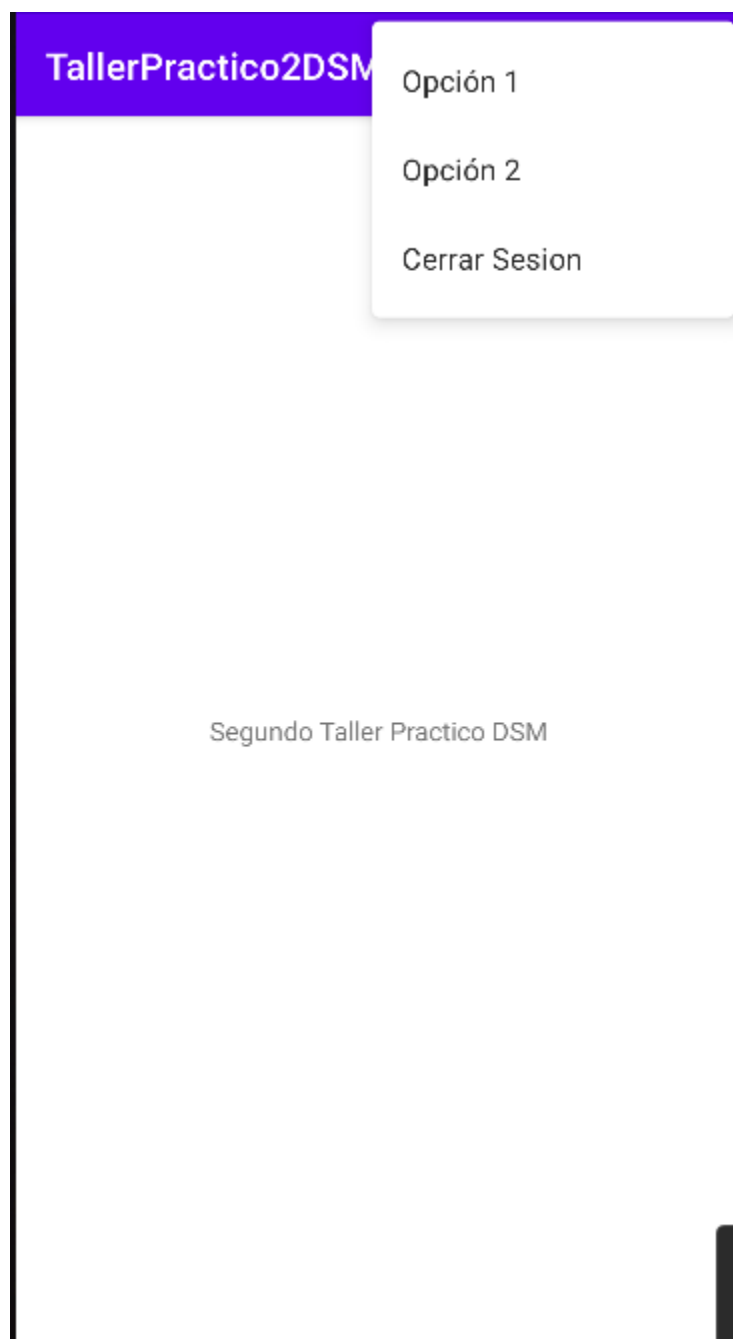 TallerPractico2DSM
Opción 1
Opción 2
Cerrar Sesion
Segundo Taller Practico DSM